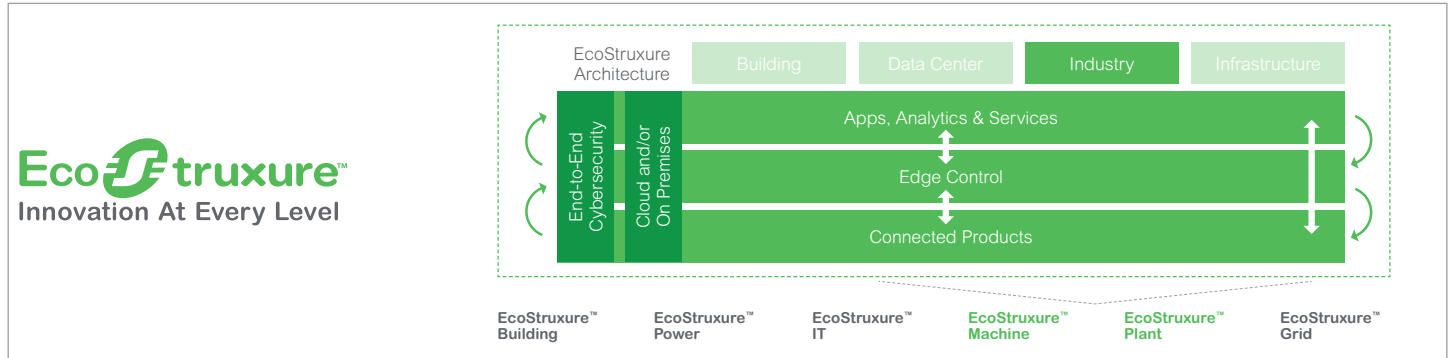 EcoStruxure™
Innovation At Every Level
EcoStruxure
Architecture
Building
Data Center
Industry
Infrastructure
End-to-End
Cybersecurity
Cloud and/or
On Premises
Apps, Analytics & Services
Edge Control
Connected Products
EcoStruxure™
Building
EcoStruxure™
Power
EcoStruxure™
IT
EcoStruxure™
Machine
EcoStruxure™
Plant
EcoStruxure™
Grid